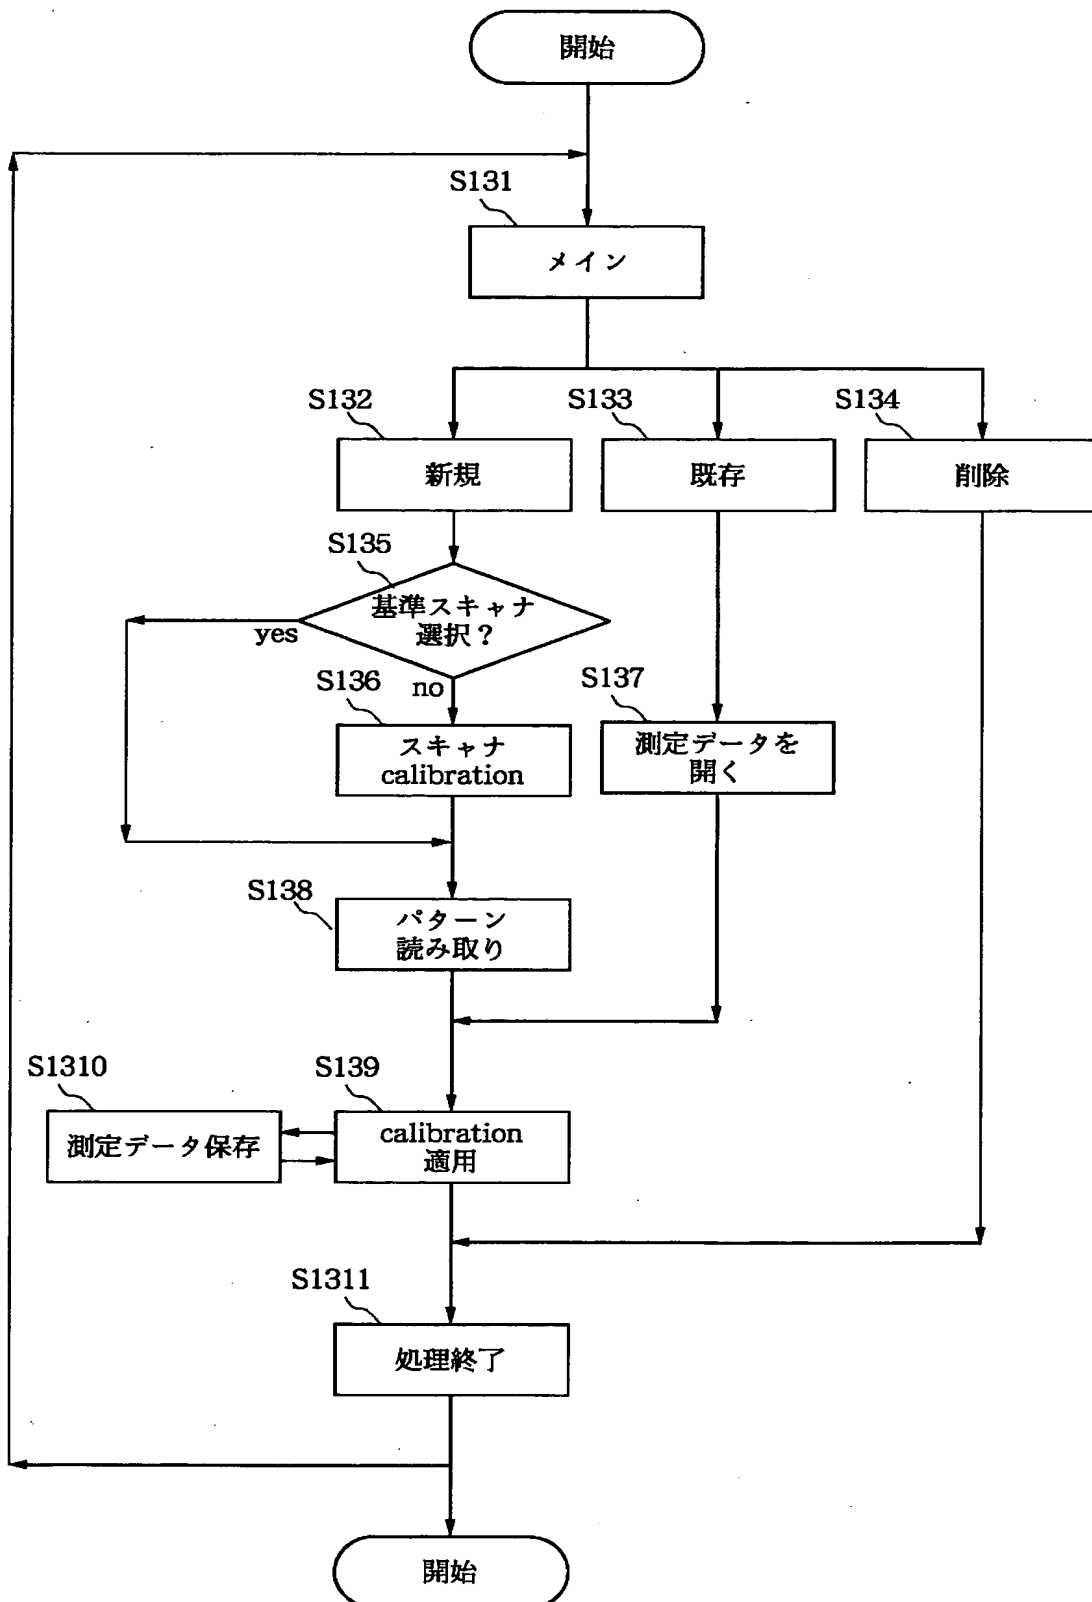 開始
S131
メイン
S132
S133
S134
新規
既存
削除
S135
基準スキャナ
選択？
yes
no
S136
S137
スキャナ
calibration
測定データを
開く
S138
パターン
読み取り
S1310
S139
測定データ保存
calibration
適用
S1311
処理終了
開始